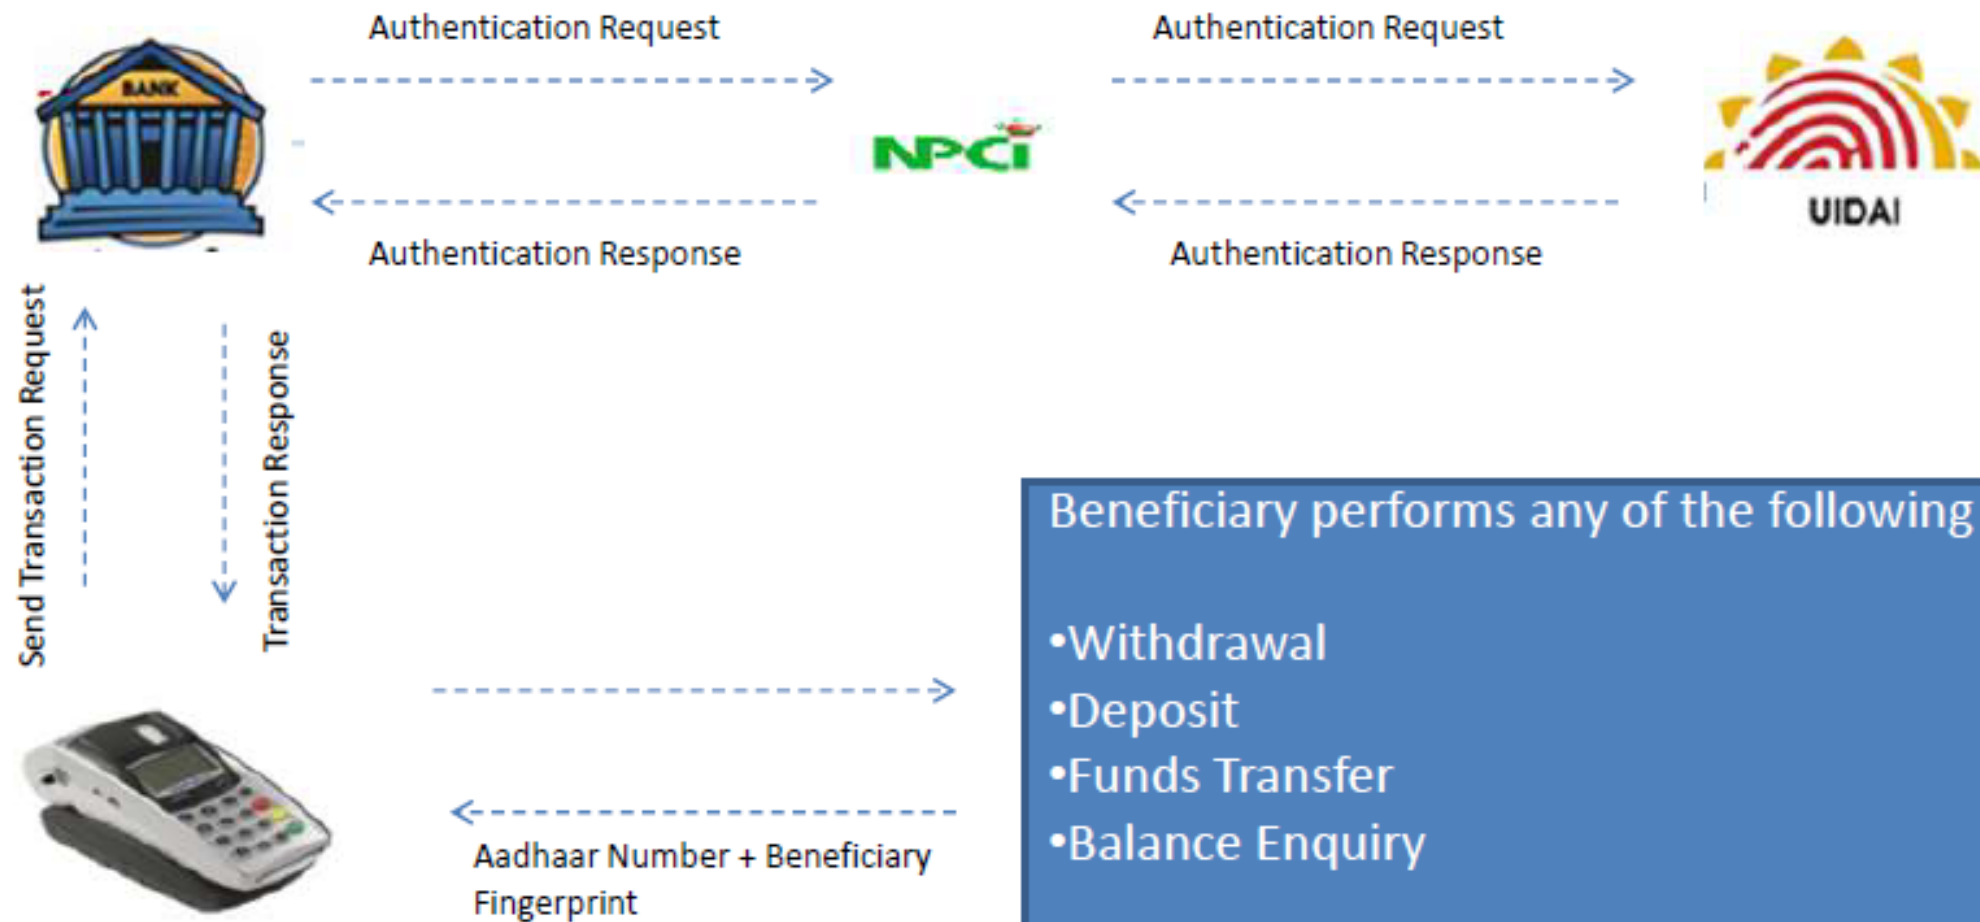 Authentication Request
Authentication Request
BANK
NPCi
UIDAI
Authentication Response
Authentication Response
Send Transaction Request
Transaction Response
Beneficiary performs any of the following
•Withdrawal
•Deposit
•Funds Transfer
•Balance Enquiry
Aadhaar Number + Beneficiary
Fingerprint